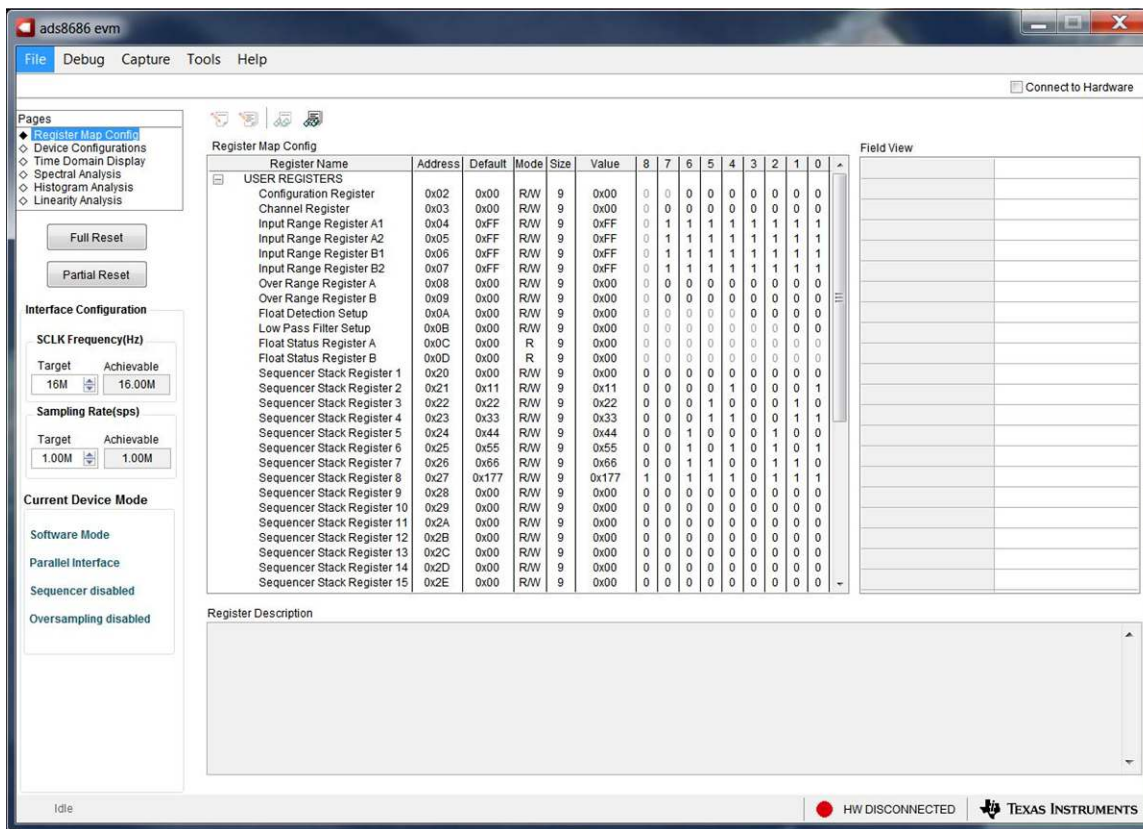 ads8686 evm
File Debug Capture Tools Help
Connect to Hardware
Pages
Register Map Config
Device Configurations
Time Domain Display
Spectral Analysis
Histogram Analysis
Linearity Analysis
Full Reset
Partial Reset
Interface Configuration
SCLK Frequency(Hz)
Target Achievable
16M 16.00M
Sampling Rate(sps)
Target Achievable
1.00M 1.00M
Current Device Mode
Software Mode
Parallel Interface
Sequencer disabled
Oversampling disabled
Register Map Config
Register Name Address Default Mode Size Value 8 7 6 5 4 3 2 1 0
USER REGISTERS
Configuration Register 0x02 0x00 R/W 9 0x00 0 0 0 0 0 0 0 0 0
Channel Register 0x03 0x00 R/W 9 0x00 0 0 0 0 0 0 0 0 0
Input Range Register A1 0x04 0xFF R/W 9 0xFF 0 1 1 1 1 1 1 1 1
Input Range Register A2 0x05 0xFF R/W 9 0xFF 0 1 1 1 1 1 1 1 1
Input Range Register B1 0x06 0xFF R/W 9 0xFF 0 1 1 1 1 1 1 1 1
Input Range Register B2 0x07 0xFF R/W 9 0xFF 0 1 1 1 1 1 1 1 1
Over Range Register A 0x08 0x00 R/W 9 0x00 0 0 0 0 0 0 0 0 0
Over Range Register B 0x09 0x00 R/W 9 0x00 0 0 0 0 0 0 0 0 0
Float Detection Setup 0x0A 0x00 R/W 9 0x00 0 0 0 0 0 0 0 0 0
Low Pass Filter Setup 0x0B 0x00 R/W 9 0x00 0 0 0 0 0 0 0 0 0
Float Status Register A 0x0C 0x00 R 9 0x00 0 0 0 0 0 0 0 0 0
Float Status Register B 0x0D 0x00 R 9 0x00 0 0 0 0 0 0 0 0 0
Sequencer Stack Register 1 0x20 0x00 R/W 9 0x00 0 0 0 0 0 0 0 0 0
Sequencer Stack Register 2 0x21 0x11 R/W 9 0x11 0 0 0 0 1 0 0 0 1
Sequencer Stack Register 3 0x22 0x22 R/W 9 0x22 0 0 0 1 0 0 0 1 0
Sequencer Stack Register 4 0x23 0x33 R/W 9 0x33 0 0 0 1 1 0 0 1 1
Sequencer Stack Register 5 0x24 0x44 R/W 9 0x44 0 0 1 0 0 0 1 0 0
Sequencer Stack Register 6 0x25 0x55 R/W 9 0x55 0 0 1 0 1 0 1 0 1
Sequencer Stack Register 7 0x26 0x66 R/W 9 0x66 0 0 1 1 0 0 1 1 0
Sequencer Stack Register 8 0x27 0x177 R/W 9 0x177 1 0 1 1 1 0 1 1 1
Sequencer Stack Register 9 0x28 0x00 R/W 9 0x00 0 0 0 0 0 0 0 0 0
Sequencer Stack Register 10 0x29 0x00 R/W 9 0x00 0 0 0 0 0 0 0 0 0
Sequencer Stack Register 11 0x2A 0x00 R/W 9 0x00 0 0 0 0 0 0 0 0 0
Sequencer Stack Register 12 0x2B 0x00 R/W 9 0x00 0 0 0 0 0 0 0 0 0
Sequencer Stack Register 13 0x2C 0x00 R/W 9 0x00 0 0 0 0 0 0 0 0 0
Sequencer Stack Register 14 0x2D 0x00 R/W 9 0x00 0 0 0 0 0 0 0 0 0
Sequencer Stack Register 15 0x2E 0x00 R/W 9 0x00 0 0 0 0 0 0 0 0 0
Field View
Register Description
Idle
HW DISCONNECTED
TEXAS INSTRUMENTS